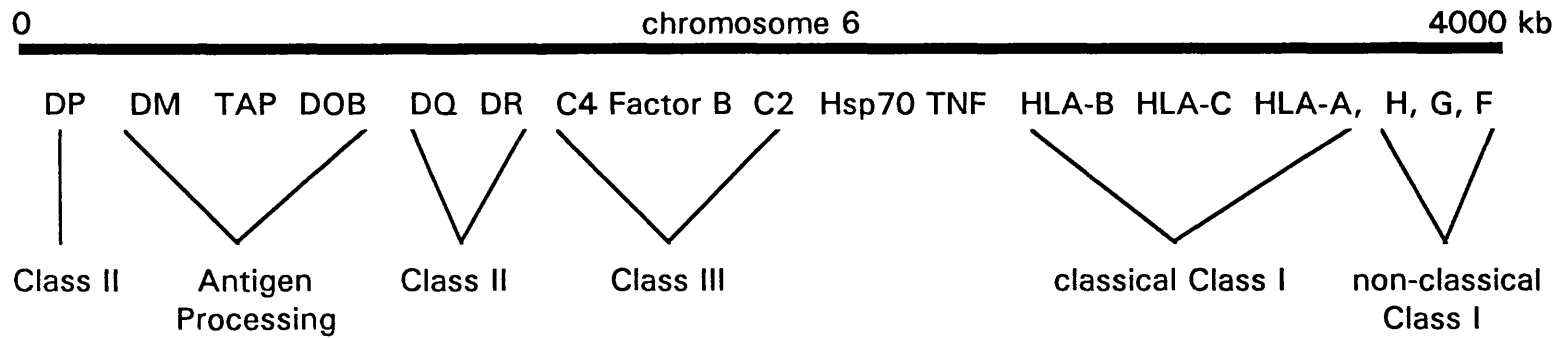 0 chromosome 6 4000 kb
DP DM TAP DOB DQ DR C4 Factor B C2 Hsp70 TNF HLA-B HLA-C HLA-A, H, G, F
Class II Antigen Class II Class III classical Class I non-classical
Processing Class I